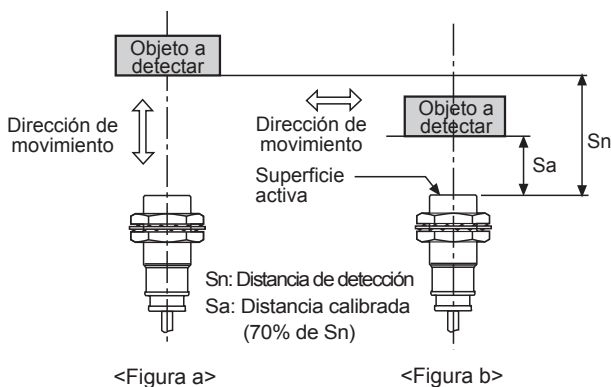 Objeto a
detectar
Dirección de
movimiento
Objeto a
detectar
Dirección de
movimiento
Sn
Sa
Superficie
activa
Sn: Distancia de detección
Sa: Distancia calibrada
(70% de Sn)
<Figura a>
<Figura b>